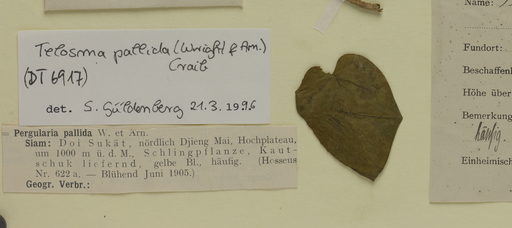 Telosma pallida (Wright & Arn.)
Craib
(DT 6917)
det. S. Güldenberg 21.3.1996
= Pergularia pallida W. et Arn.
Siam: Doi Sukät, nördlich Djieng Mai, Hochplateau,
um 1000 m ü. d. M., Schlingpflanze, Kaut-
schuk liefernd, gelbe Bl., häufig. (Hosseus
Nr. 622 a. — Blühend Juni 1905.)
Geogr. Verbr.:
Name:
Fundort:
Beschaffen
Höhe über
Bemerkung
häufig.
Einheimisch